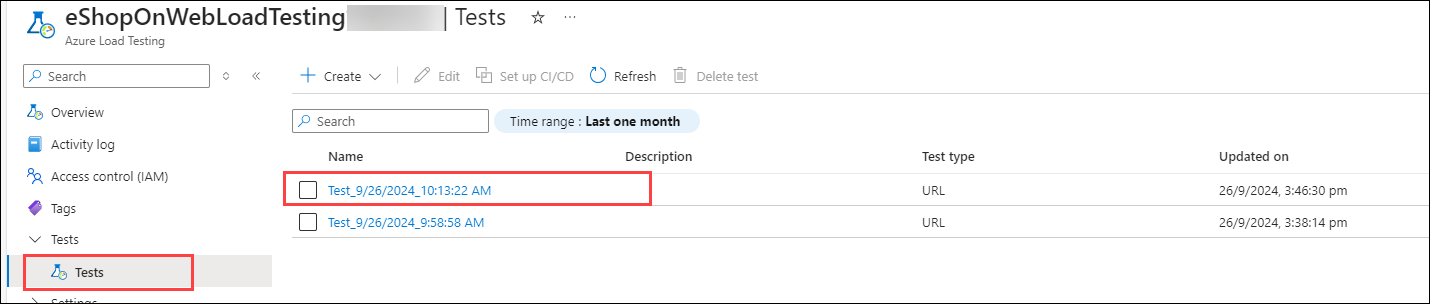 eShopOnWebLoadTesting | Tests ☆ ···
Azure Load Testing
Search
Create Edit Set up CI/CD Refresh Delete test
Overview
Search Time range : Last one month
Activity log
Name Description Test type Updated on
Access control (IAM)
Test_9/26/2024_10:13:22 AM URL 26/9/2024, 3:46:30 pm
Tags
Test_9/26/2024_9:58:58 AM URL 26/9/2024, 3:38:14 pm
Tests
Tests
Settings